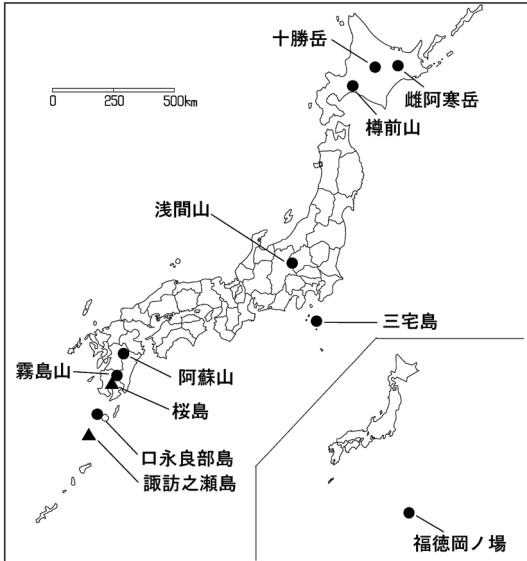 十勝岳
雌阿寒岳
樽前山
0 250 500km
浅間山
三宅島
阿蘇山
霧島山
桜島
口永良部島
諏訪之瀬島
福徳岡ノ場